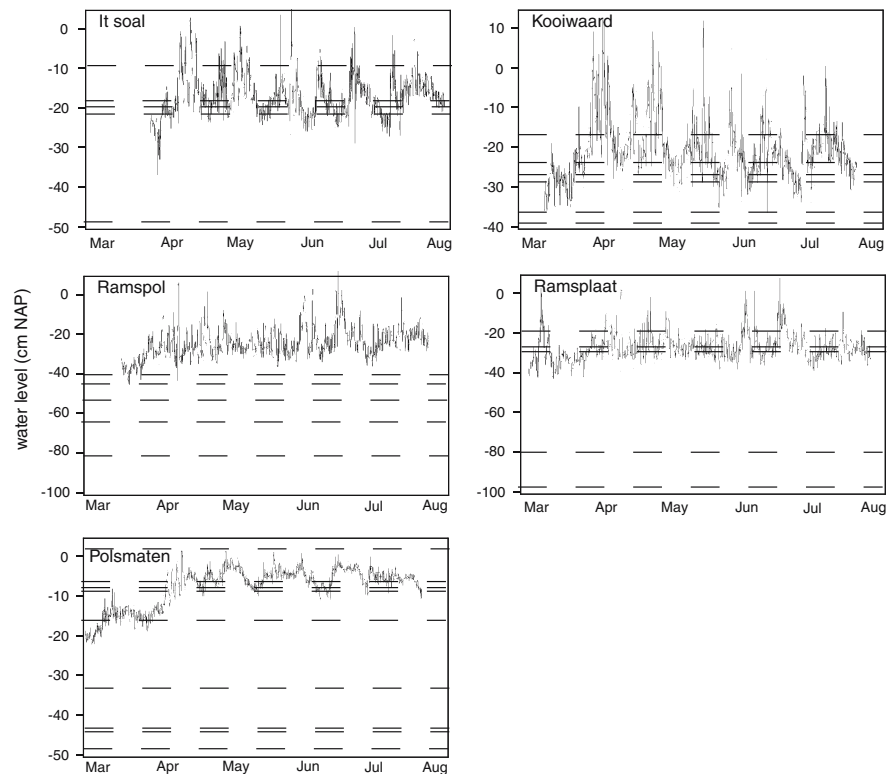 It soal
0
-10
-20
-30
-40
-50
Mar Apr May Jun Jul Aug
Kooiwaard
10
0
-10
-20
-30
-40
Mar Apr May Jun Jul Aug
water level (cm NAP)
Ramspol
0
-20
-40
-60
-80
-100
Mar Apr May Jun Jul Aug
Ramsplaat
0
-20
-40
-60
-80
-100
Mar Apr May Jun Jul Aug
Polsmaten
0
-10
-20
-30
-40
-50
Mar Apr May Jun Jul Aug